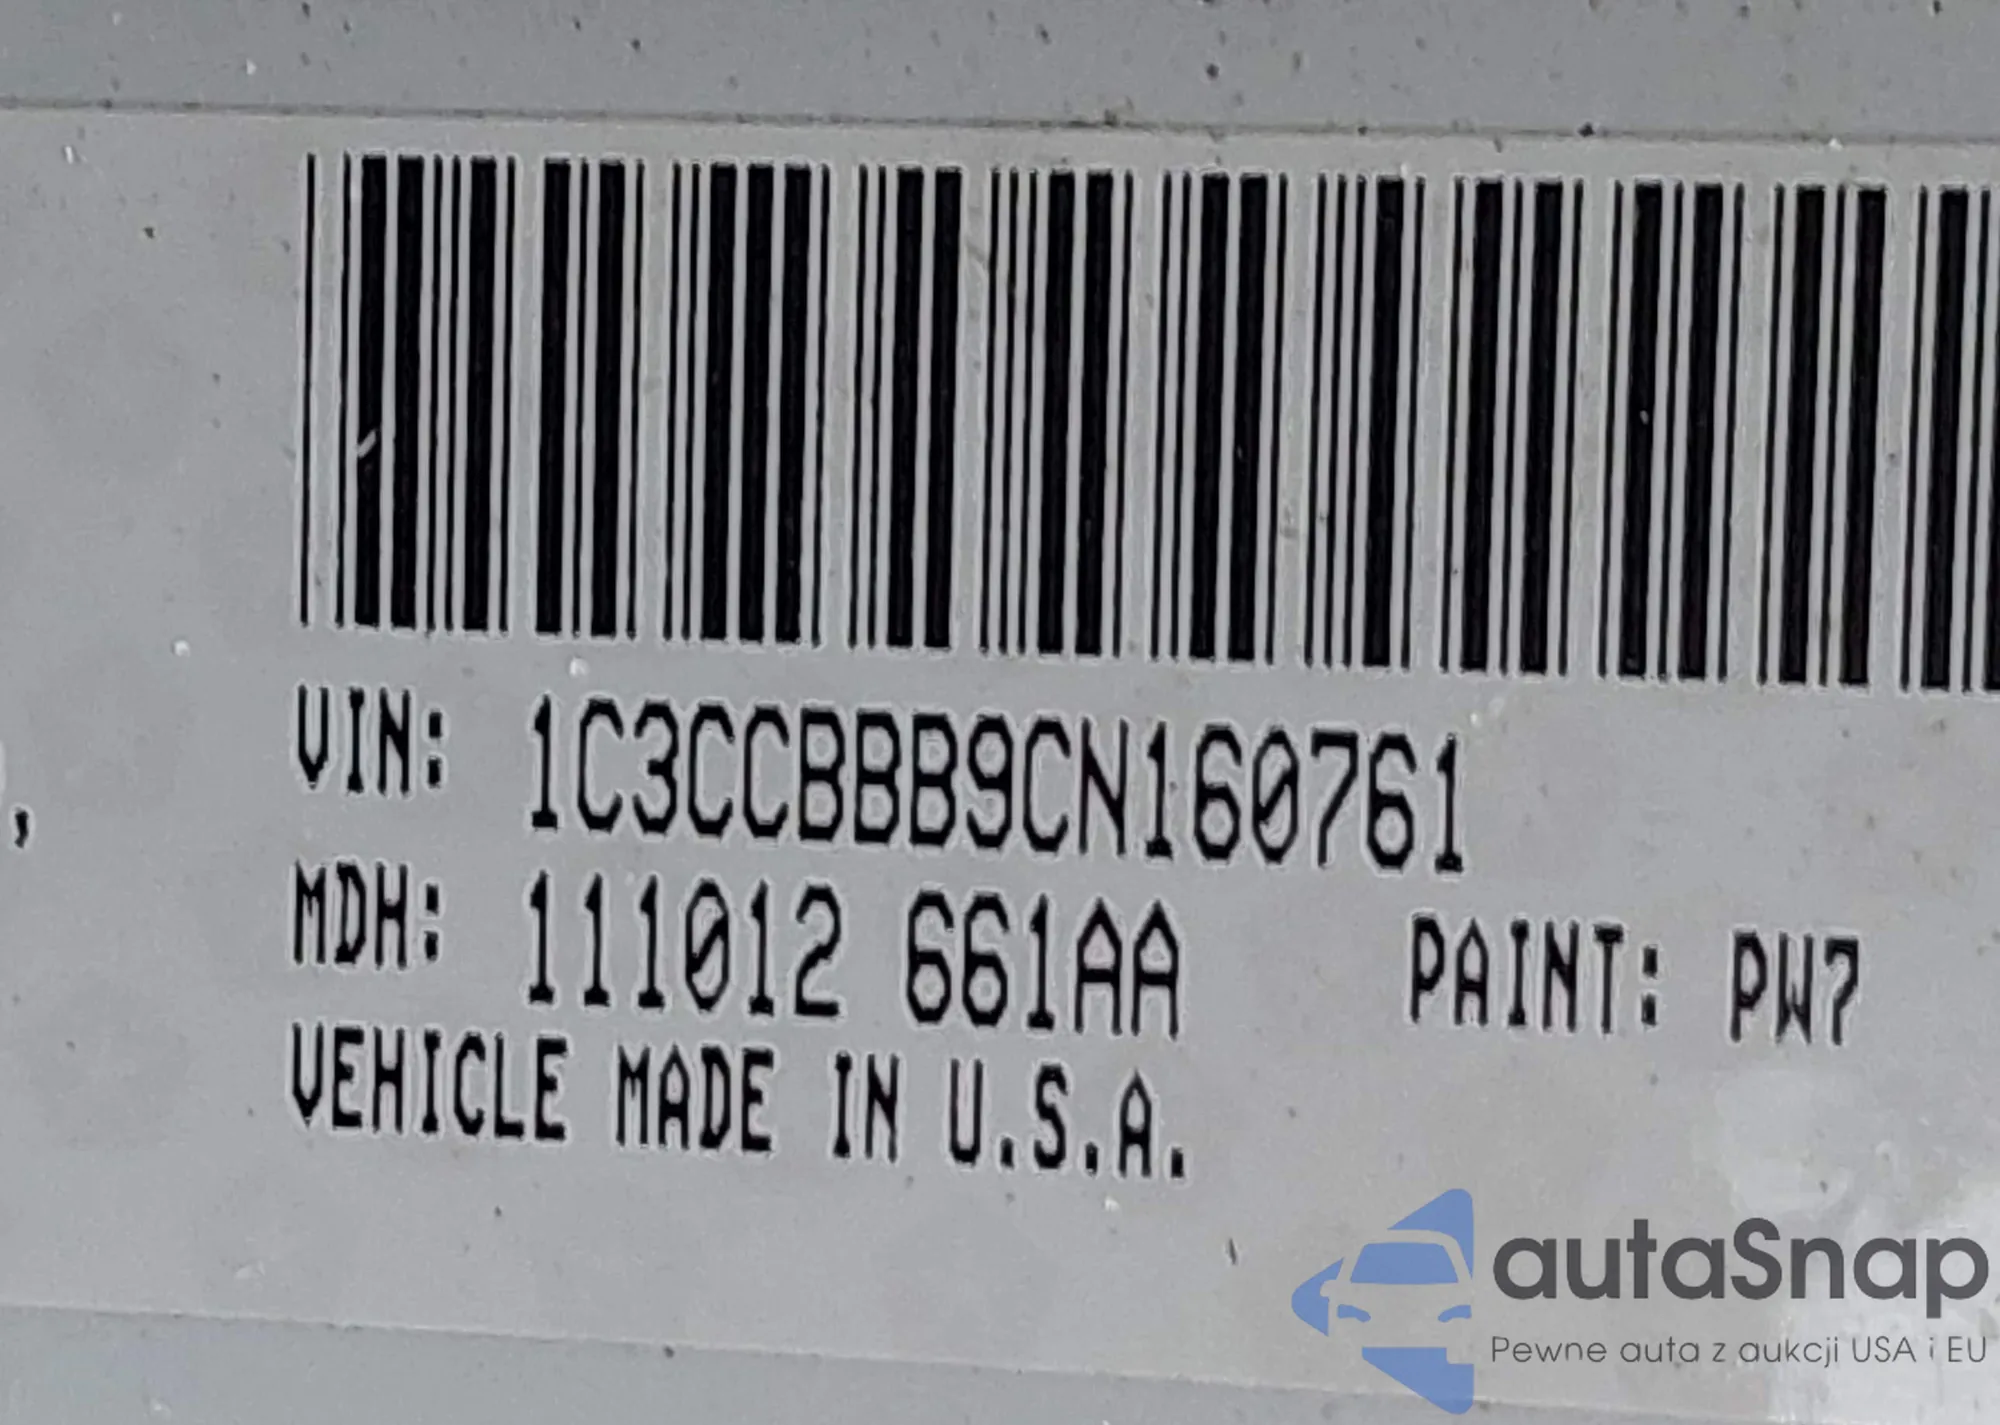 VIN: 1C3CCBBB9CN160761
MDH: 111012 661AA PAINT: PW7
VEHICLE MADE IN U.S.A.
autaSnap
Pewne auta z aukcji USA i EU